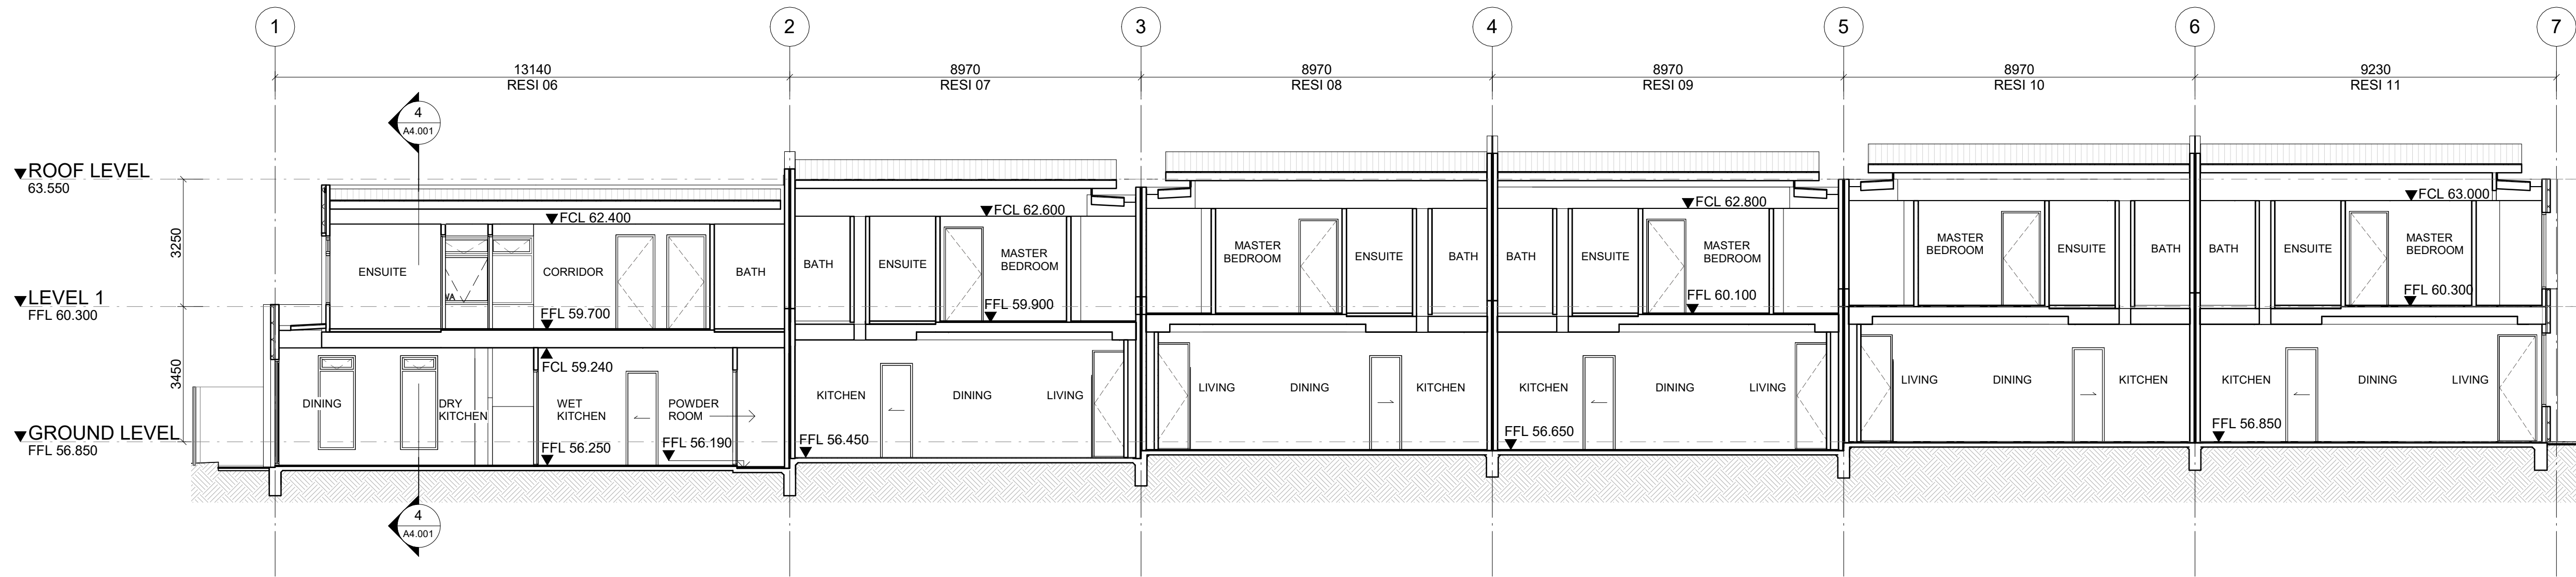 1
2
3
4
5
6
7
13140
RESI 06
8970
RESI 07
8970
RESI 08
8970
RESI 09
8970
RESI 10
9230
RESI 11
4
A4.001
ROOF LEVEL
63.550
3250
LEVEL 1
FFL 60.300
3450
GROUND LEVEL
FFL 56.850
FCL 62.400
ENSUITE
CORRIDOR
BATH
FFL 59.700
FCL 59.240
DINING
DRY
KITCHEN
WET
KITCHEN
POWDER
ROOM
FFL 56.250
FFL 56.190
4
A4.001
FCL 62.600
BATH
ENSUITE
MASTER
BEDROOM
FFL 59.900
KITCHEN
DINING
LIVING
FFL 56.450
MASTER
BEDROOM
ENSUITE
BATH
LIVING
DINING
KITCHEN
FCL 62.800
BATH
ENSUITE
MASTER
BEDROOM
FFL 60.100
KITCHEN
DINING
LIVING
FFL 56.650
MASTER
BEDROOM
ENSUITE
BATH
LIVING
DINING
KITCHEN
FCL 63.000
BATH
ENSUITE
MASTER
BEDROOM
FFL 60.300
KITCHEN
DINING
LIVING
FFL 56.850